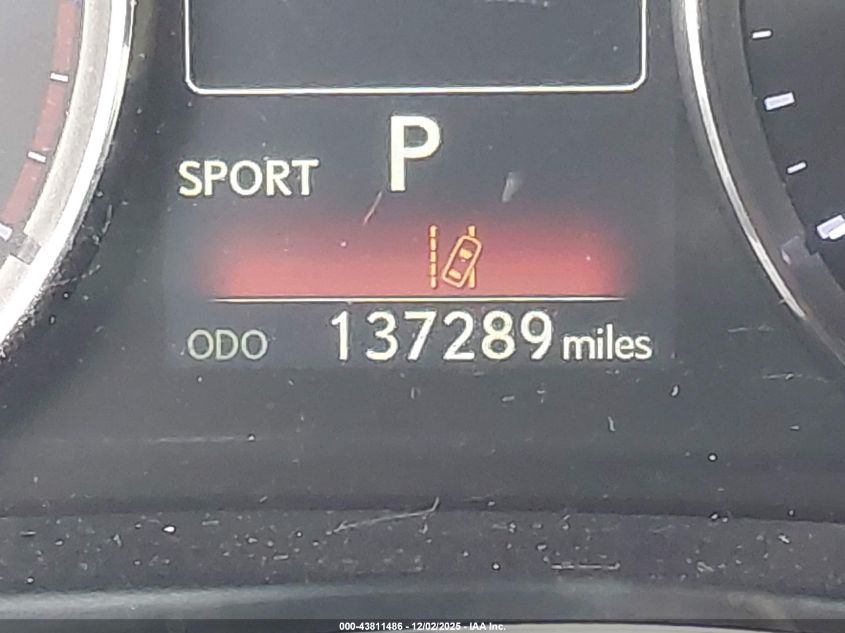 P
SPORT
ODO 137289 miles
000-43811486 - 12/02/2025 - IAA Inc.